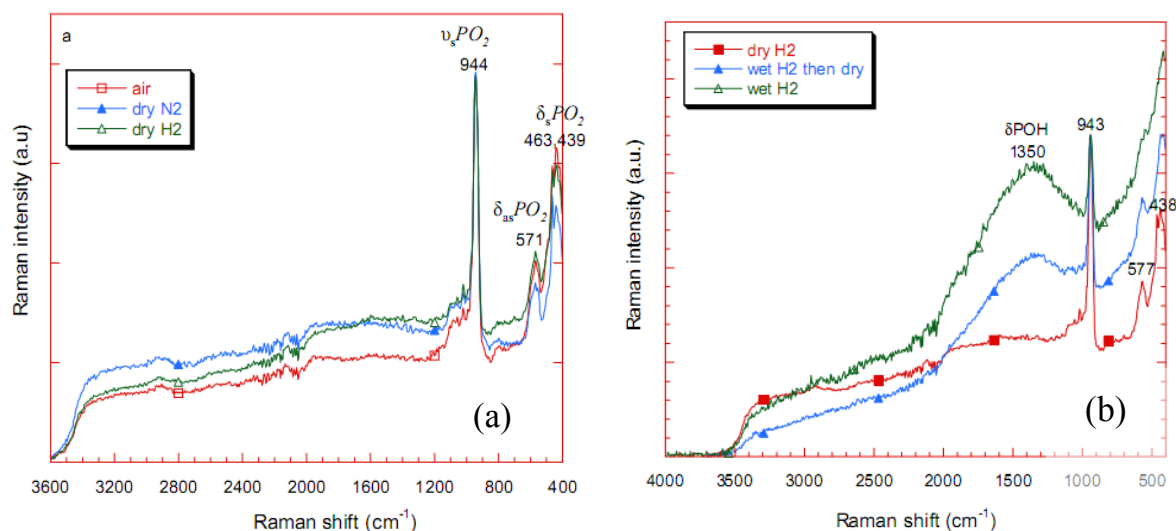 a
υsPO2
944
air
dry N2
dry H2
δsPO2
463,439
δasPO2
571
Raman intensity (a.u)
(a)
3600 3200 2800 2400 2000 1600 1200 800 400
Raman shift (cm-1)
dry H2
wet H2 then dry
wet H2
δPOH
1350
943
438
577
Raman intensity (a.u.)
(b)
4000 3500 3000 2500 2000 1500 1000 500
Raman shift (cm-1)